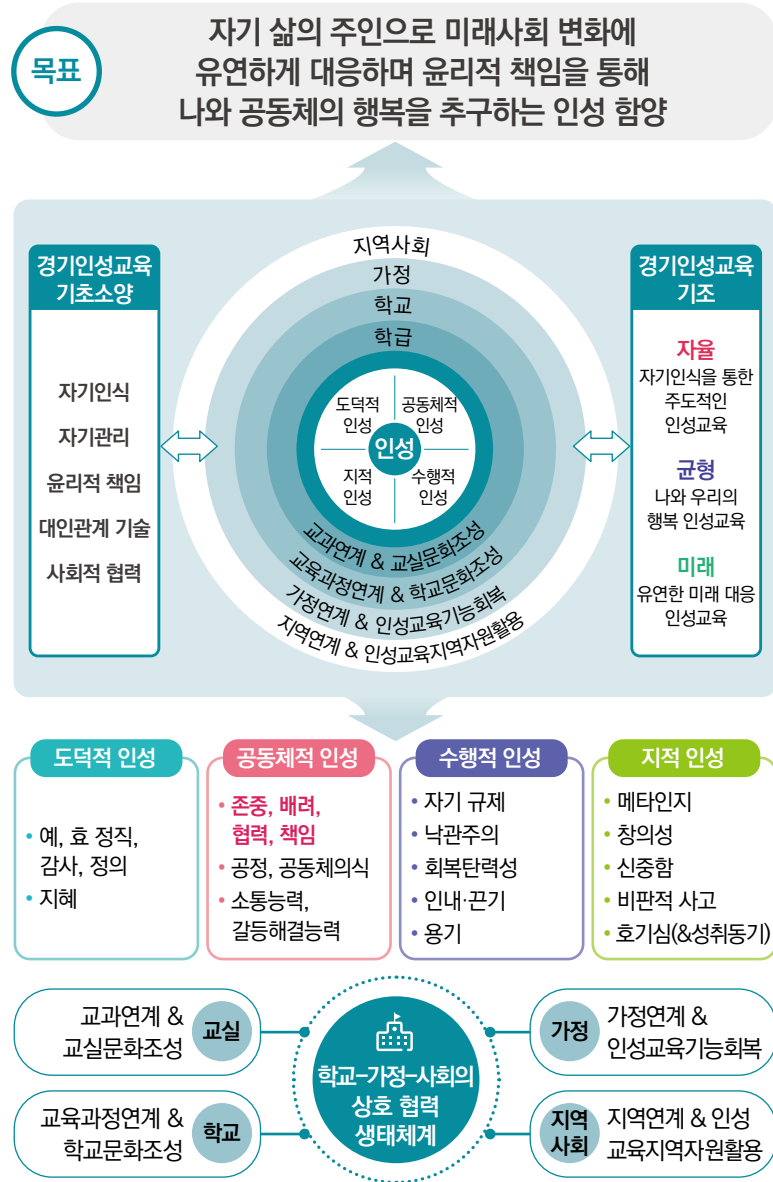 목표
자기 삶의 주인으로 미래사회 변화에
유연하게 대응하며 윤리적 책임을 통해
나와 공동체의 행복을 추구하는 인성 함양
경기인성교육
기초소양
자기인식
자기관리
윤리적 책임
대인관계 기술
사회적 협력
지역사회
가정
학교
학급
도덕적
인성
공동체적
인성
인성
지적
인성
수행적
인성
교과연계 & 교실문화조성
교육과정연계 & 학교문화조성
가정연계 & 인성교육기능회복
지역연계 & 인성교육지역자원활용
경기인성교육
기조
자율
자기인식을 통한
주도적인
인성교육
균형
나와 우리의
행복 인성교육
미래
유연한 미래 대응
인성교육
도덕적 인성
• 예, 효 정직,
감사, 정의
• 지혜
공동체적 인성
• 존중, 배려,
협력, 책임
• 공정, 공동체의식
• 소통능력,
갈등해결능력
수행적 인성
• 자기 규제
• 낙관주의
• 회복탄력성
• 인내·끈기
• 용기
지적 인성
• 메타인지
• 창의성
• 신중함
• 비판적 사고
• 호기심(&성취동기)
교과연계 &
교실문화조성
교실
교육과정연계 &
학교문화조성
학교
학교-가정-사회의
상호 협력
생태체계
가정
가정연계 &
인성교육기능회복
지역
사회
지역연계 & 인성
교육지역자원활용